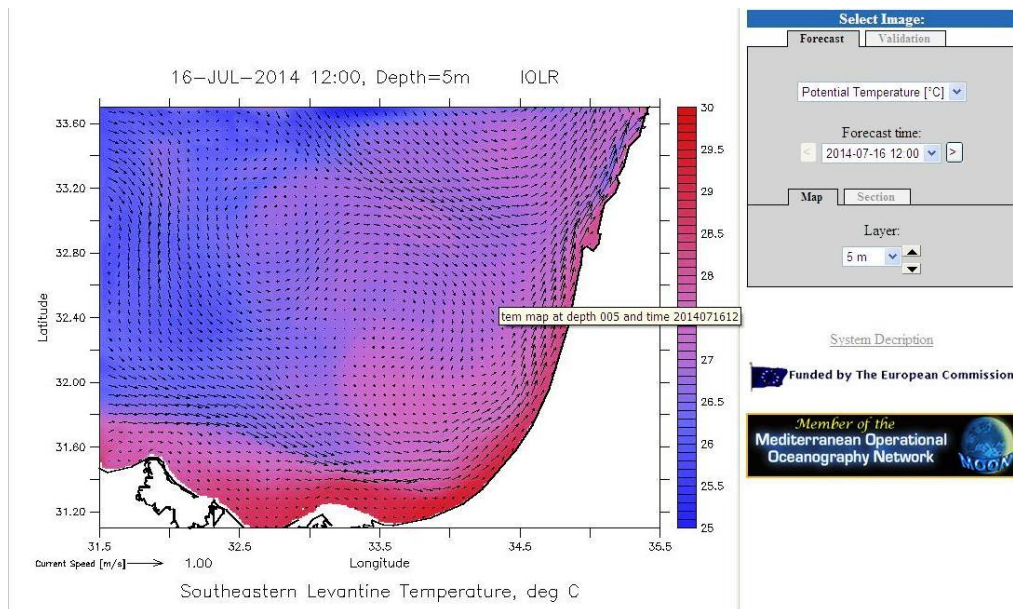 Select Image:
Forecast
Validation
16-JUL-2014 12:00, Depth=5m IOLR
Potential Temperature [°C]
Forecast time:
<
2014-07-16 12:00
>
Map
Section
Layer:
5 m
33.60
33.20
32.80
32.40
32.00
31.60
31.20
Latitude
30
29.5
29
28.5
28
27
26.5
26
25.5
25
tem map at depth 005 and time 2014071612
31.5
32.5
33.5
34.5
35.5
Current Speed [m/s] 1.00
Longitude
Southeastern Levantine Temperature, deg C
System Decription
Funded by The European Commission
Member of the
Mediterranean Operational
Oceanography Network
MOON